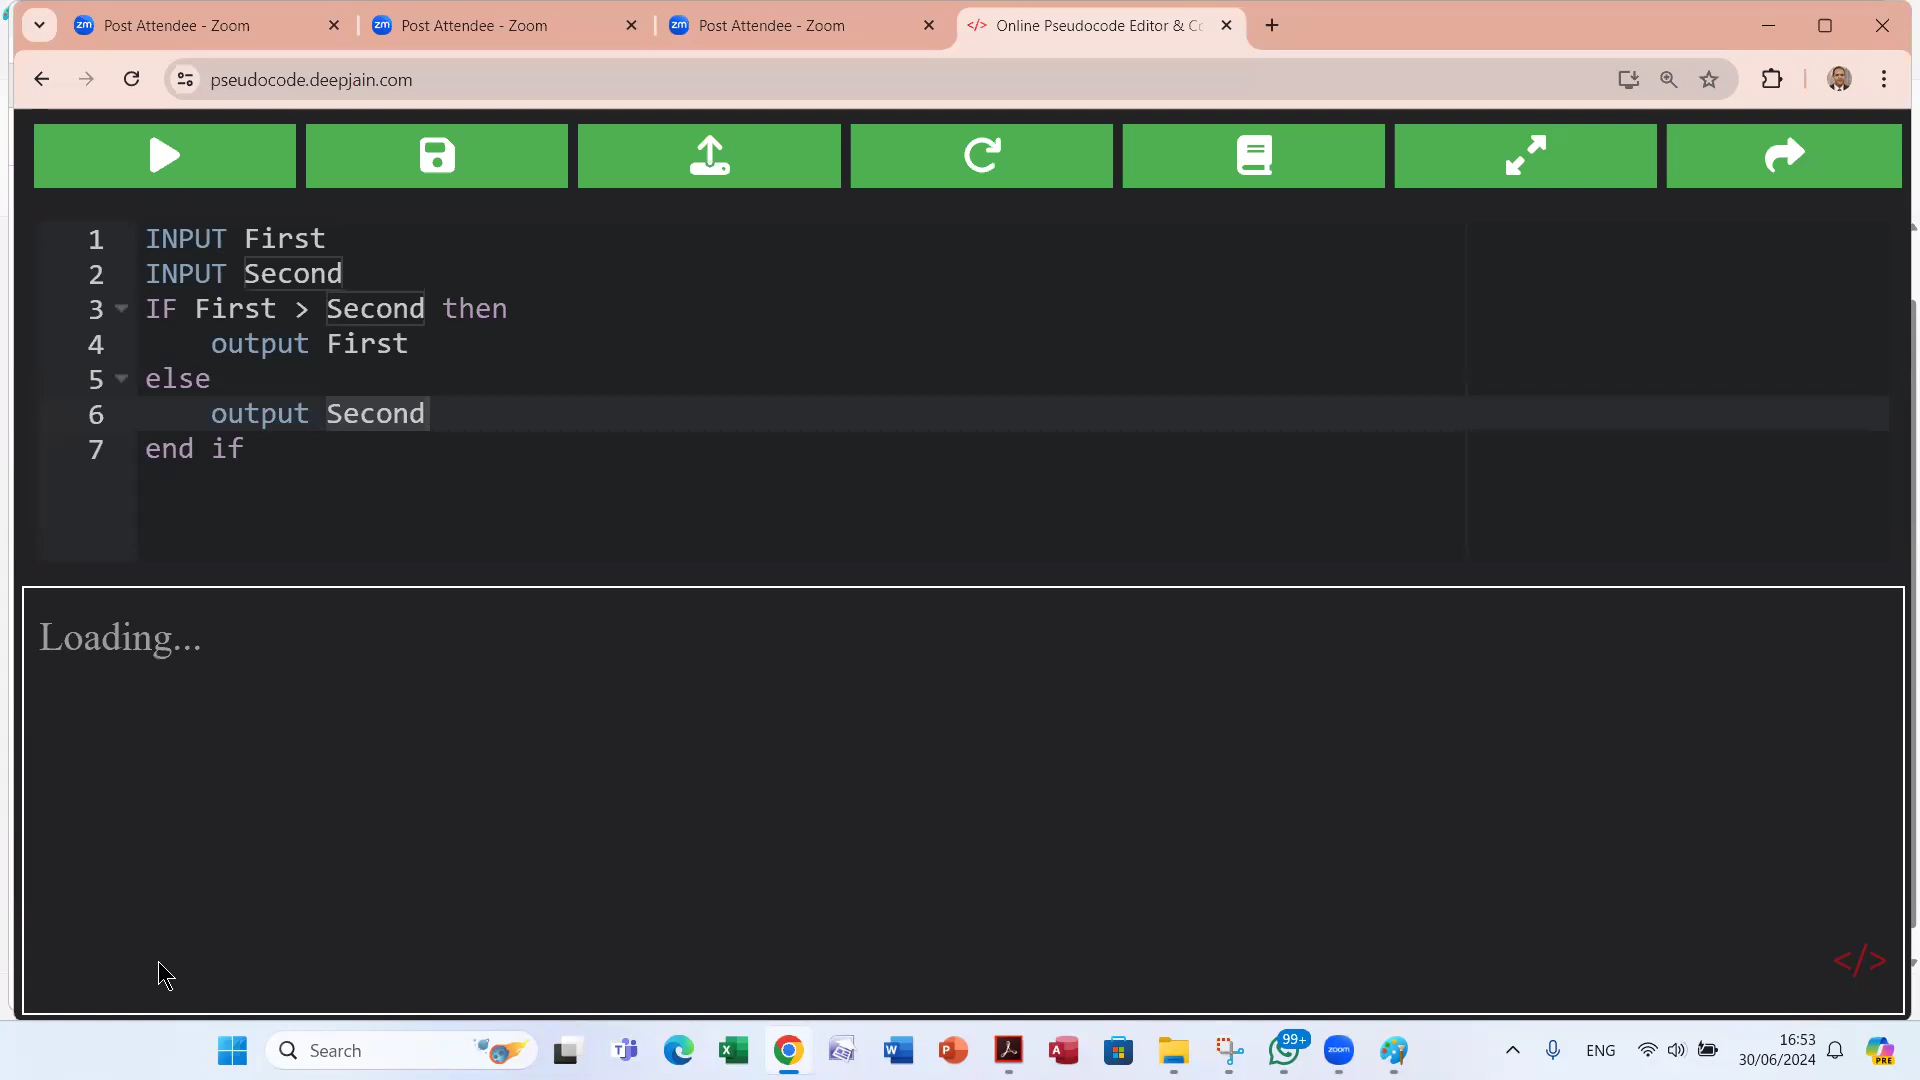 Post Attendee - Zoom
Post Attendee - Zoom
Post Attendee - Zoom
Online Pseudocode Editor & Co
pseudocode.deepjain.com
1 INPUT First
2 INPUT Second
3 IF First > Second then
4 output First
5 else
6 output Second
7 end if
Loading...
</>
Search
99+
ENG
16:53
30/06/2024
PRE